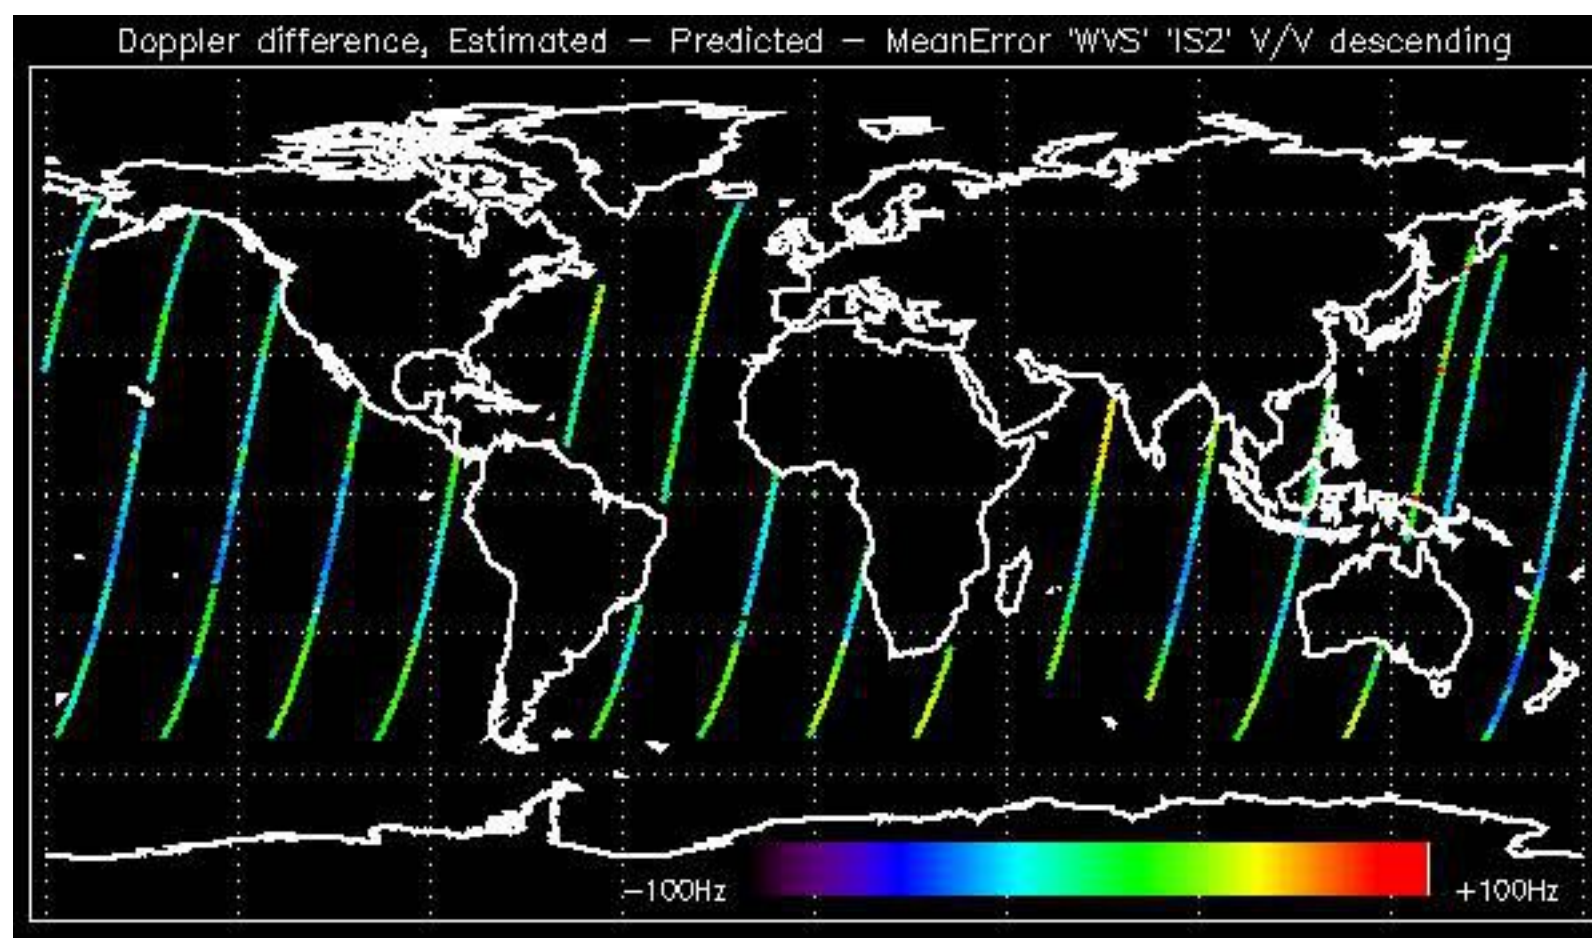 Doppler difference, Estimated – Predicted – MeanError 'WVS' 'IS2' V/V descending
−100Hz +100Hz